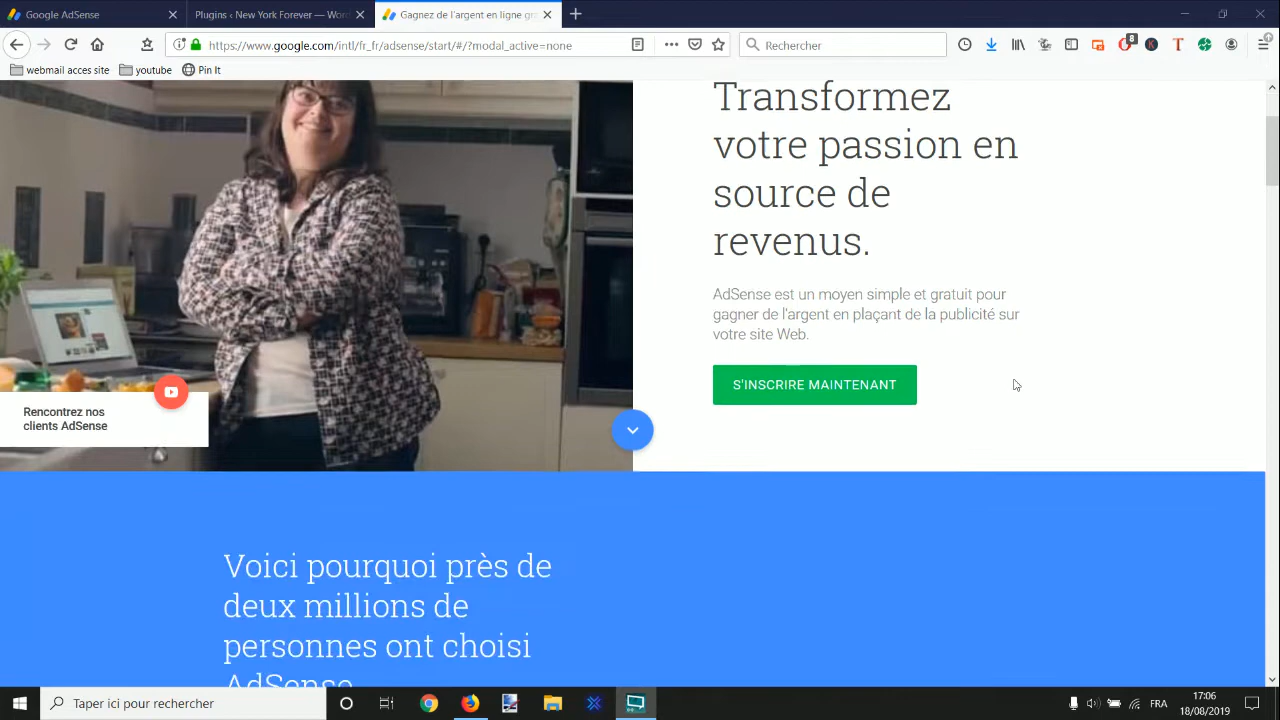 Google AdSense
Plugins ‹ New York Forever — Wor
Gagnez de l'argent en ligne gr
https://www.google.com/intl/fr_fr/adsense/start/#/?modal_active=none
Rechercher
8
webmail acces site
youtube
Pin It
Transformez
votre passion en
source de
revenus.
AdSense est un moyen simple et gratuit pour
gagner de l'argent en plaçant de la publicité sur
votre site Web.
S'INSCRIRE MAINTENANT
Rencontrez nos
clients AdSense
Voici pourquoi près de
deux millions de
personnes ont choisi
AdSense
Taper ici pour rechercher
FRA
17:06
18/08/2019